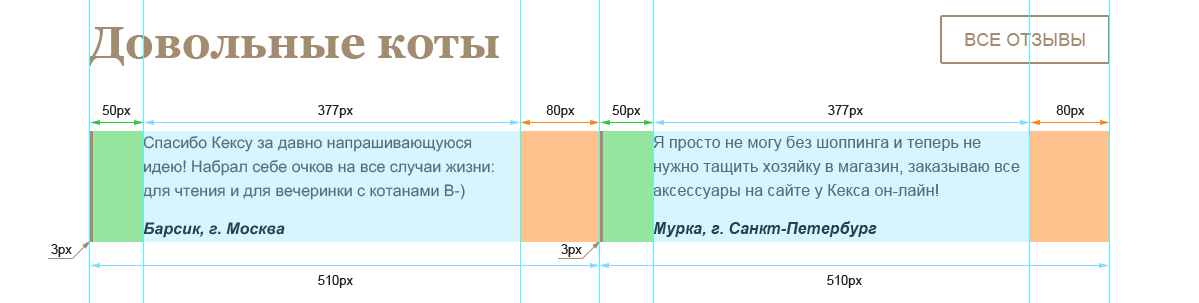 Довольные коты
ВСЕ ОТЗЫВЫ
50px
377px
80px
50px
377px
80px
Спасибо Кексу за давно напрашивающуюся
идею! Набрал себе очков на все случаи жизни:
для чтения и для вечеринки с котанами B-)
Барсик, г. Москва
Я просто не могу без шоппинга и теперь не
нужно тащить хозяйку в магазин, заказываю все
аксессуары на сайте у Кекса он-лайн!
Мурка, г. Санкт-Петербург
3px
3px
510px
510px